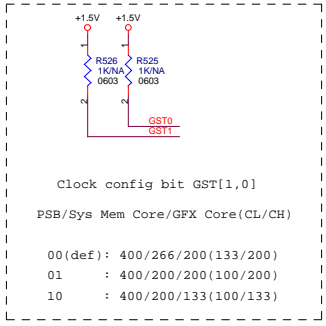 +1.5V +1.5V
1 1
R526 R525
1K/NA 1K/NA
0603 0603
2 2
GST0
GST1
Clock config bit GST[1,0]
PSB/Sys Mem Core/GFX Core(CL/CH)
00(def): 400/266/200(133/200)
01 : 400/200/200(100/200)
10 : 400/200/133(100/133)